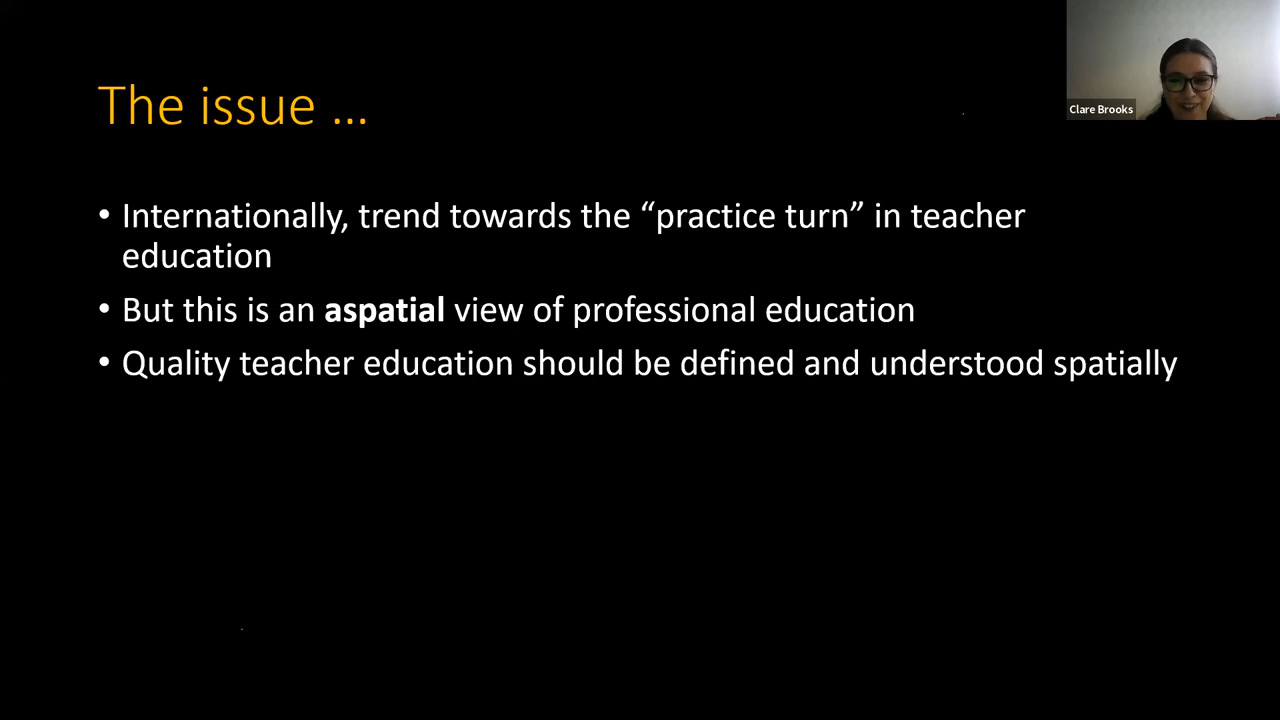 The issue …
Clare Brooks
• Internationally, trend towards the “practice turn” in teacher
education
• But this is an aspatial view of professional education
• Quality teacher education should be defined and understood spatially